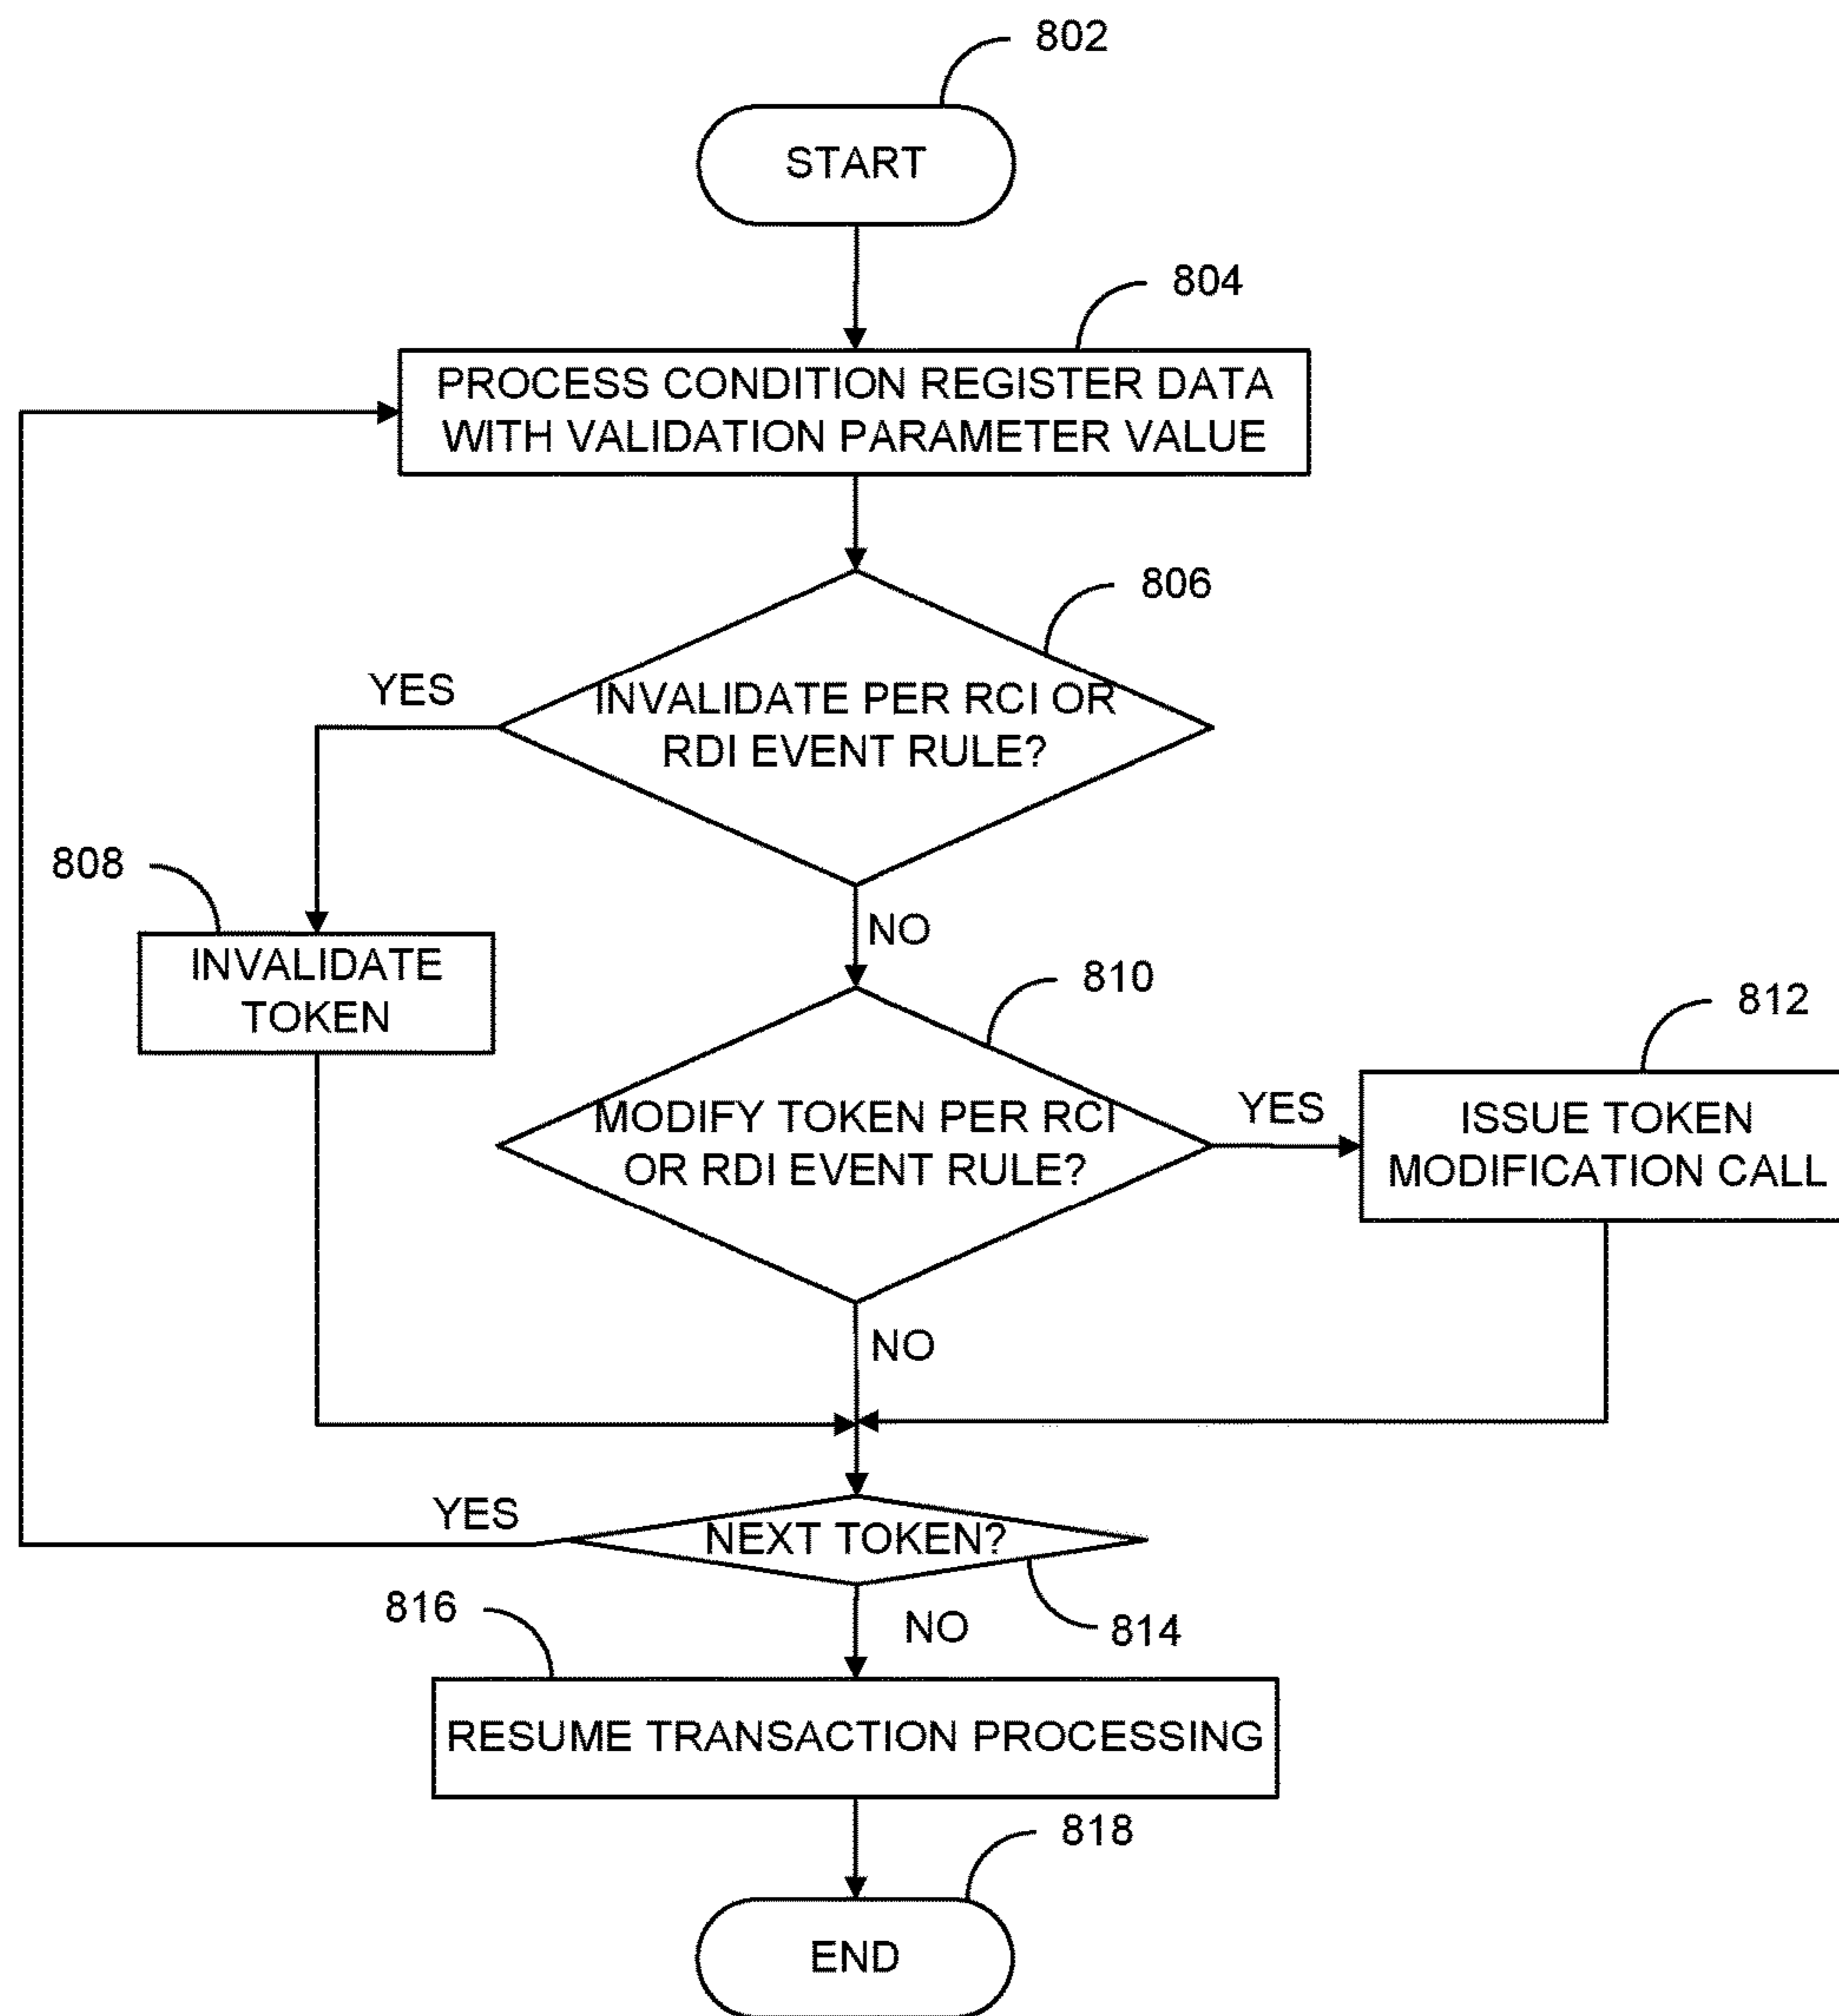 802
START
804
PROCESS CONDITION REGISTER DATA
WITH VALIDATION PARAMETER VALUE
806
YES
INVALIDATE PER RCI OR
RDI EVENT RULE?
808
NO
INVALIDATE
TOKEN
810
812
MODIFY TOKEN PER RCI
OR RDI EVENT RULE?
YES
ISSUE TOKEN
MODIFICATION CALL
NO
YES
NEXT TOKEN?
816
NO
814
RESUME TRANSACTION PROCESSING
818
END